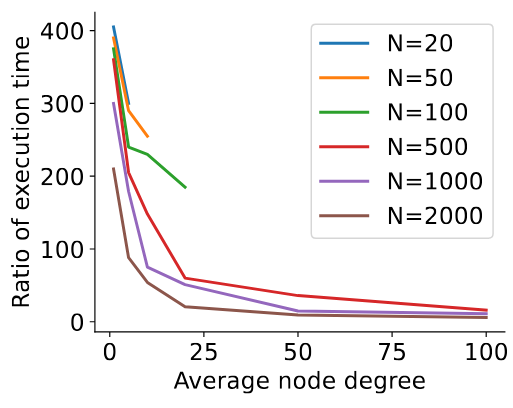 Ratio of execution time
400
300
200
100
0
0 25 50 75 100
Average node degree
N=20
N=50
N=100
N=500
N=1000
N=2000